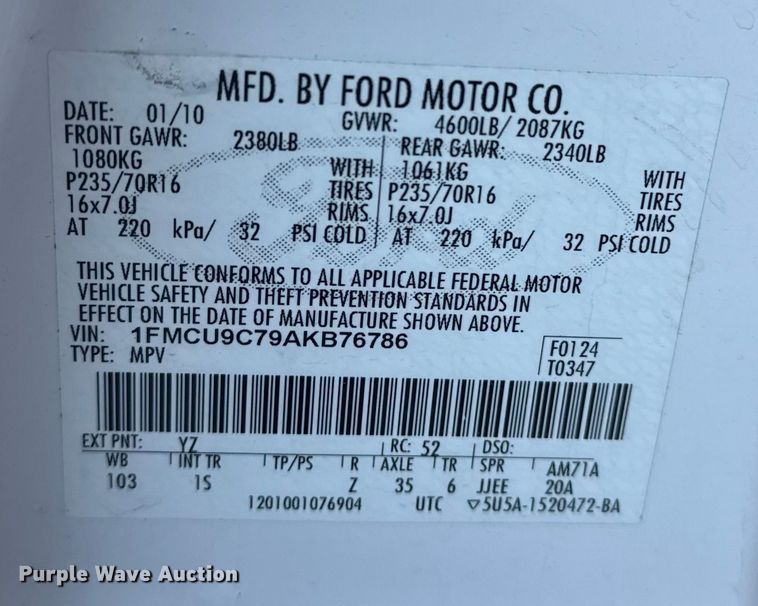 MFD. BY FORD MOTOR CO.
DATE: 01/10 GVWR: 4600LB/ 2087KG
FRONT GAWR: 2380LB REAR GAWR: 2340LB
1080KG WITH 1061KG WITH
P235/70R16 TIRES P235/70R16 TIRES
16x7.0J RIMS 16x7.0J RIMS
AT 220 kPa/ 32 PSI COLD AT 220 kPa/ 32 PSI COLD
Ford
THIS VEHICLE CONFORMS TO ALL APPLICABLE FEDERAL MOTOR
VEHICLE SAFETY AND THEFT PREVENTION STANDARDS IN
EFFECT ON THE DATE OF MANUFACTURE SHOWN ABOVE.
VIN: 1FMCU9C79AKB76786 F0124
TYPE: MPV T0347
EXT PNT: YZ RC: 52 DSO:
WB INT TR TP/PS R AXLE TR SPR AM71A
103 1S Z 35 6 JJEE 20A
1201001076904 UTC ▽5U5A-1520472-BA
Purple Wave Auction